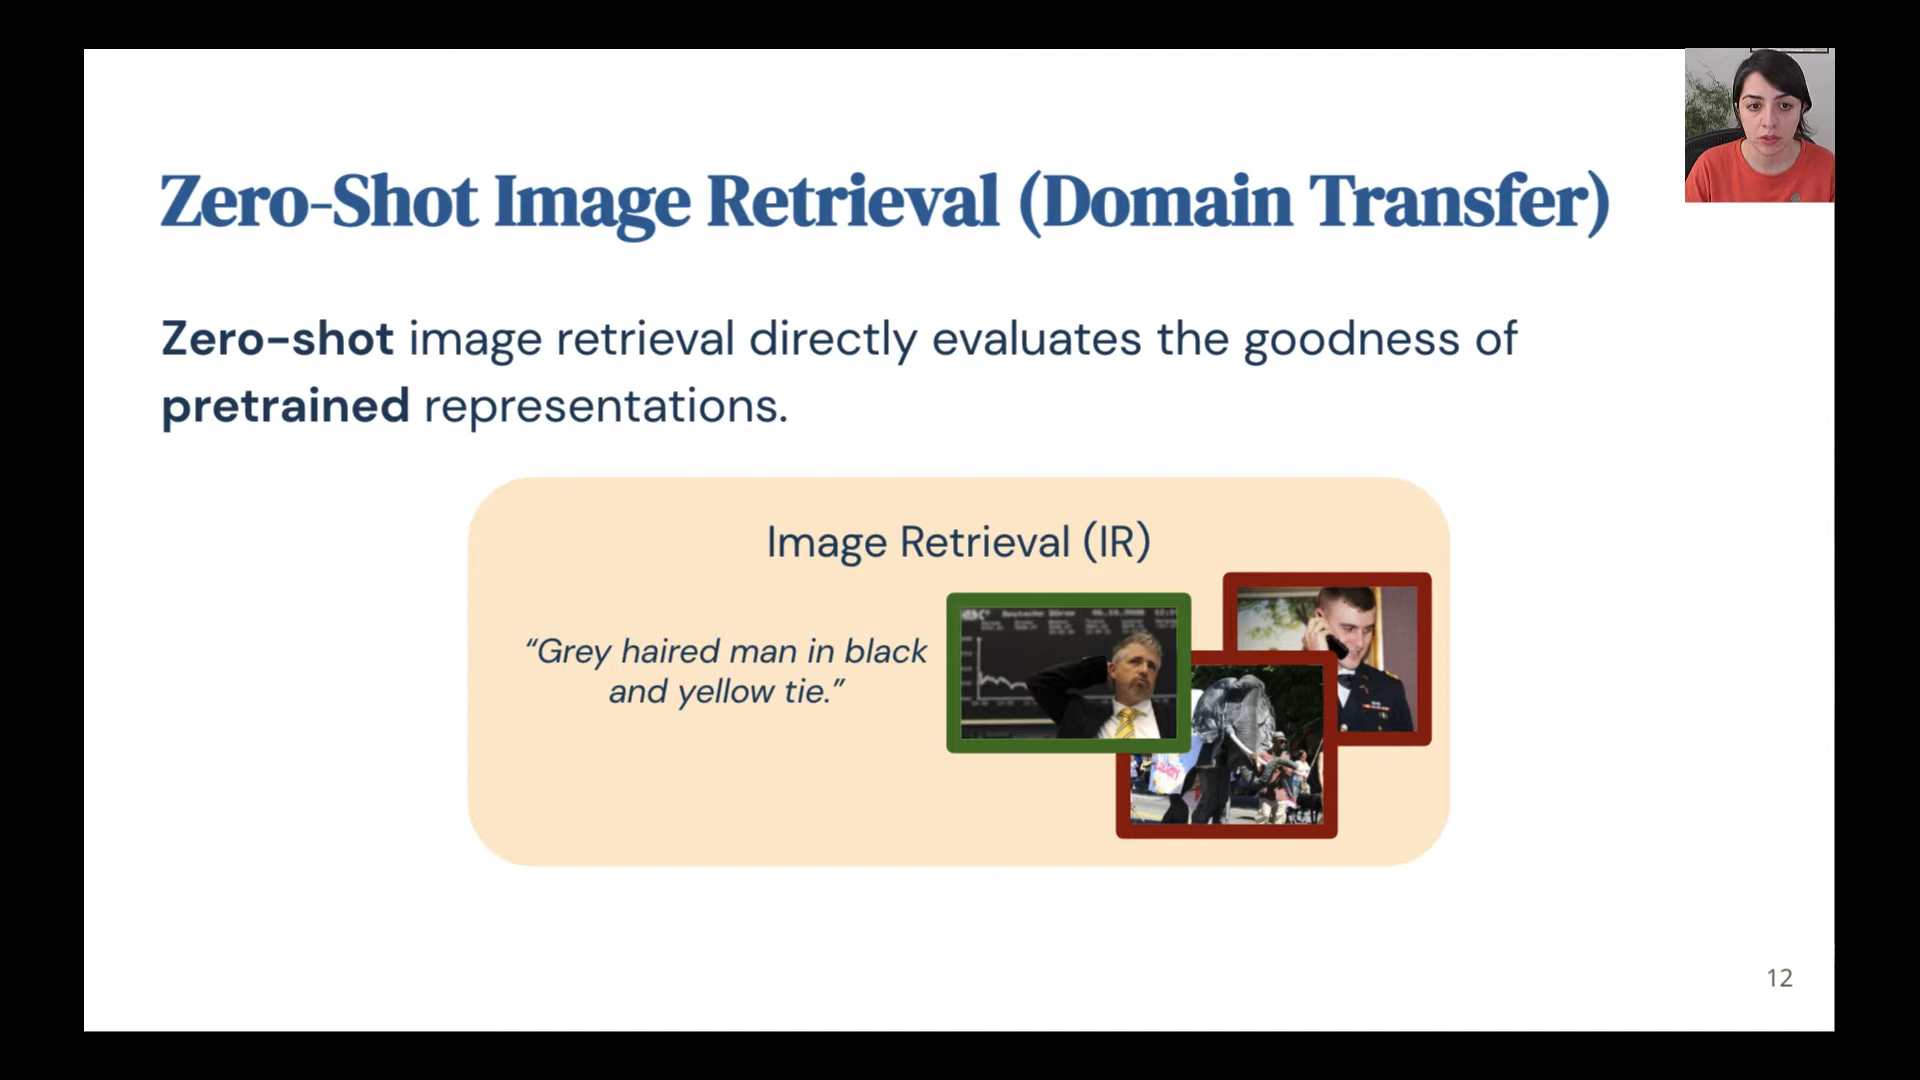 Zero-Shot Image Retrieval (Domain Transfer)
Zero-shot image retrieval directly evaluates the goodness of
pretrained representations.
Image Retrieval (IR)
“Grey haired man in black
and yellow tie.”
12